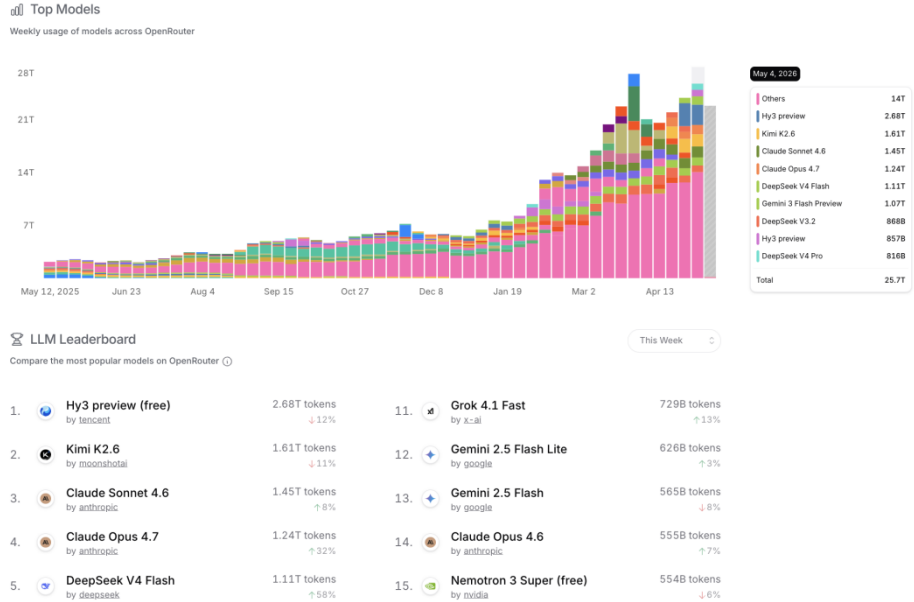 Top Models
Weekly usage of models across OpenRouter
28T
21T
14T
7T
May 12, 2025
Jun 23
Aug 4
Sep 15
Oct 27
Dec 8
Jan 19
Mar 2
Apr 13
May 4, 2026
Others 14T
Hy3 preview 2.68T
Kimi K2.6 1.61T
Claude Sonnet 4.6 1.45T
Claude Opus 4.7 1.24T
DeepSeek V4 Flash 1.11T
Gemini 3 Flash Preview 1.07T
DeepSeek V3.2 868B
Hy3 preview 857B
DeepSeek V4 Pro 816B
Total 25.7T
LLM Leaderboard
This Week
Compare the most popular models on OpenRouter
1. Hy3 preview (free) 2.68T tokens
by tencent ↓12%
2. Kimi K2.6 1.61T tokens
by moonshotai ↓11%
3. Claude Sonnet 4.6 1.45T tokens
by anthropic ↑8%
4. Claude Opus 4.7 1.24T tokens
by anthropic ↑32%
5. DeepSeek V4 Flash 1.11T tokens
by deepseek ↑58%
11. Grok 4.1 Fast 729B tokens
by x-ai ↑13%
12. Gemini 2.5 Flash Lite 626B tokens
by google ↑3%
13. Gemini 2.5 Flash 565B tokens
by google ↓8%
14. Claude Opus 4.6 555B tokens
by anthropic ↑7%
15. Nemotron 3 Super (free) 554B tokens
by nvidia ↓6%